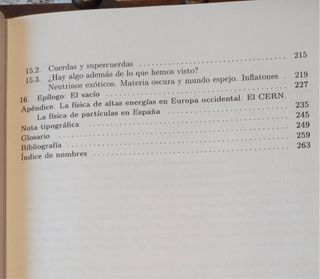 15.2. Cuerdas y supercuerdas 215
15.3. ¿Hay algo además de lo que hemos visto?
Neutrinos exóticos. Materia oscura y mundo espejo. Inflatones . 219
16. Epílogo: El vacío 227
Apéndice. La física de altas energías en Europa occidental. El CERN.
La física de partículas en España 235
Nota tipográfica 245
Glosario 249
Bibliografía 259
Índice de nombres 263